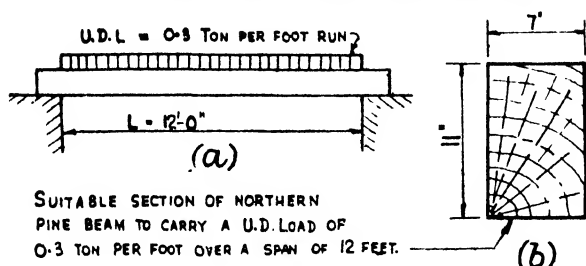 U.D.L = 0.3 TON PER FOOT RUN
7"
L = 12'-0"
11"
(a)
SUITABLE SECTION OF NORTHERN
PINE BEAM TO CARRY A U.D. LOAD OF
0.3 TON PER FOOT OVER A SPAN OF 12 FEET.
(b)